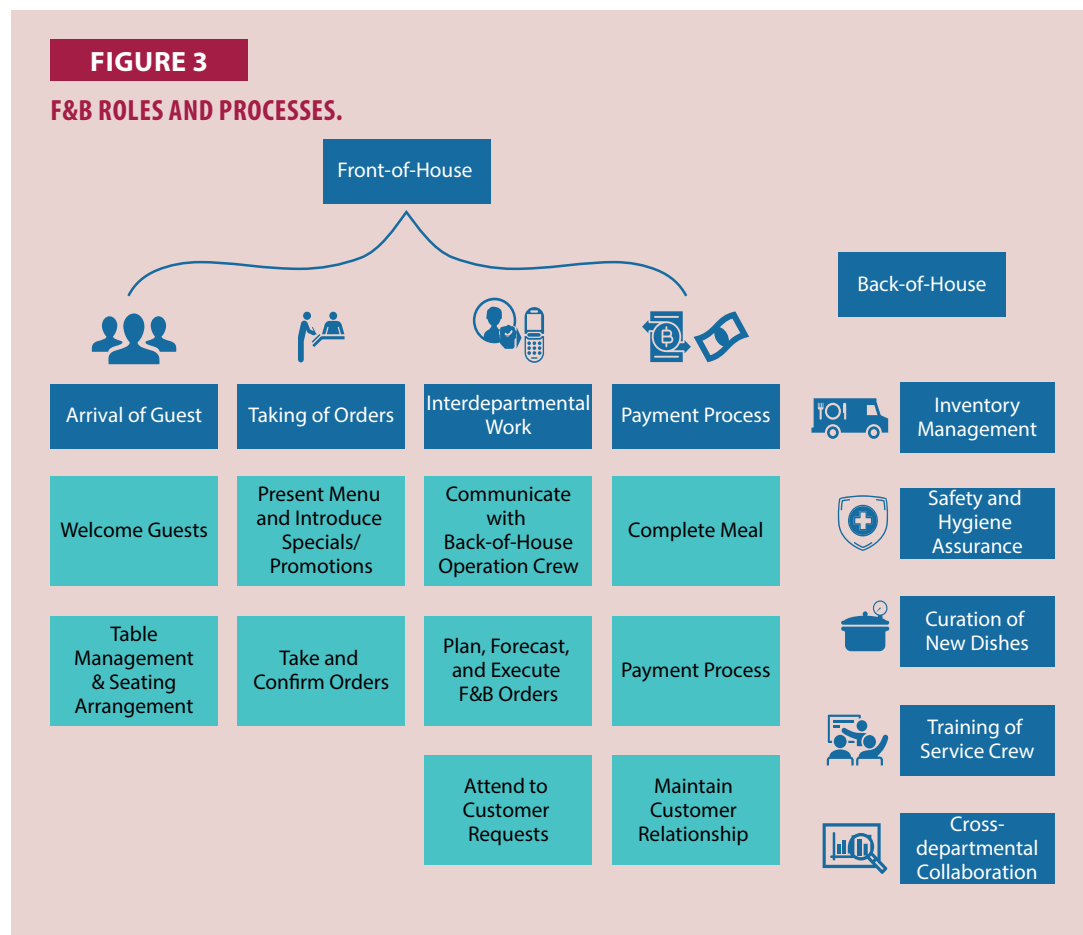 FIGURE 3
F&B ROLES AND PROCESSES.
Front-of-House
Back-of-House
Arrival of Guest
Taking of Orders
Interdepartmental
Work
Payment Process
Inventory
Management
Welcome Guests
Present Menu
and Introduce
Specials/
Promotions
Communicate
with
Back-of-House
Operation Crew
Complete Meal
Safety and
Hygiene
Assurance
Table
Management
& Seating
Arrangement
Take and
Confirm Orders
Plan, Forecast,
and Execute
F&B Orders
Payment Process
Curation of
New Dishes
Training of
Service Crew
Attend to
Customer
Requests
Maintain
Customer
Relationship
Cross-
departmental
Collaboration